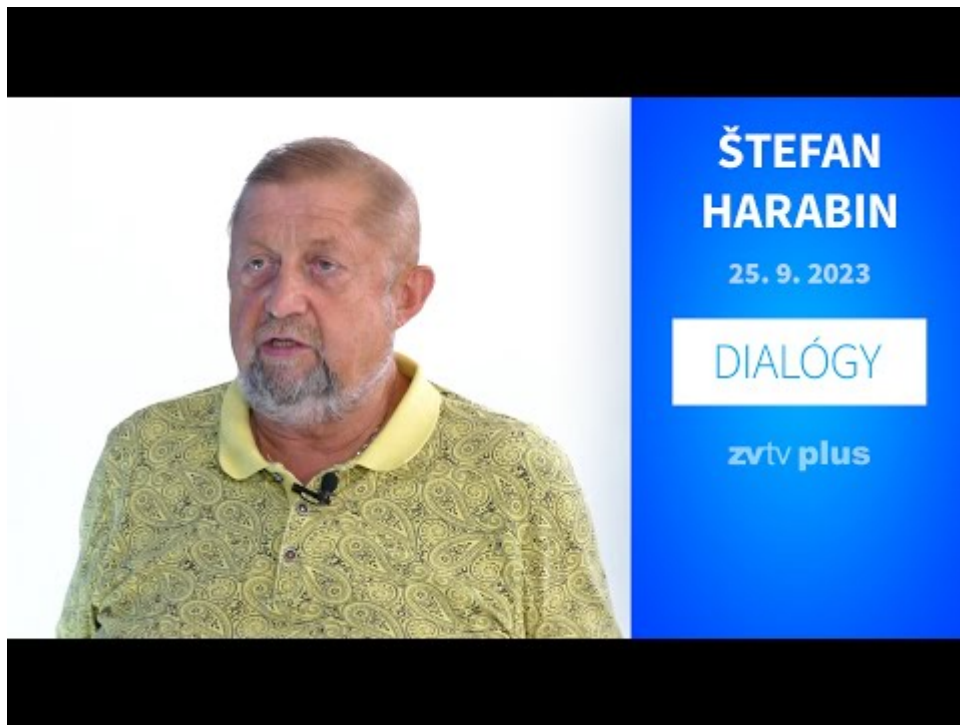 ŠTEFAN
HARABIN
25. 9. 2023
DIALÓGY
zvtv plus